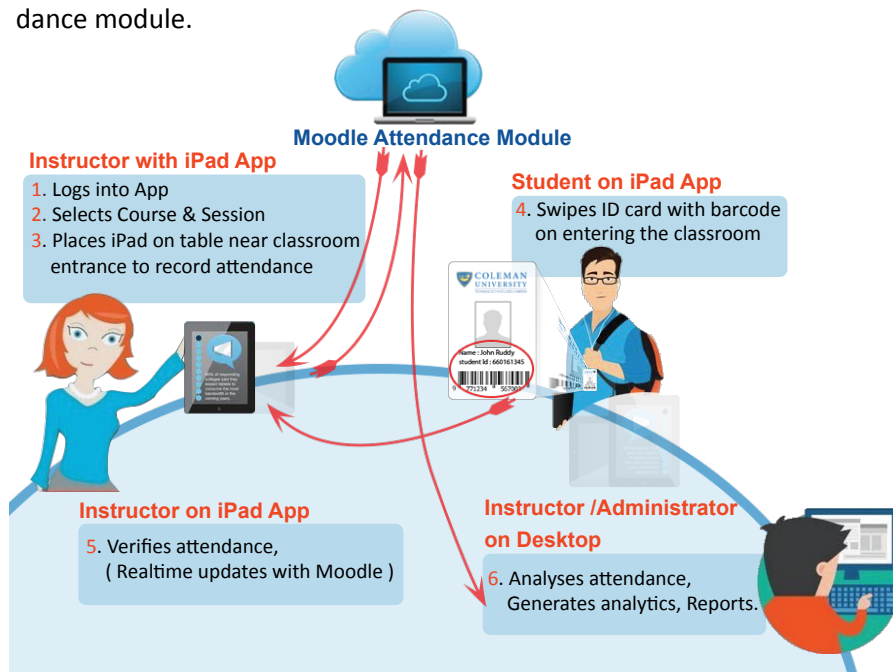 dance module.
Moodle Attendance Module
Instructor with iPad App
1. Logs into App
2. Selects Course & Session
3. Places iPad on table near classroom
entrance to record attendance
Student on iPad App
4. Swipes ID card with barcode
on entering the classroom
COLEMAN
UNIVERSITY
Name : John Ruddy
student Id : 660161345
9 771234 567003
Instructor on iPad App
5. Verifies attendance,
( Realtime updates with Moodle )
Instructor /Administrator
on Desktop
6. Analyses attendance,
Generates analytics, Reports.